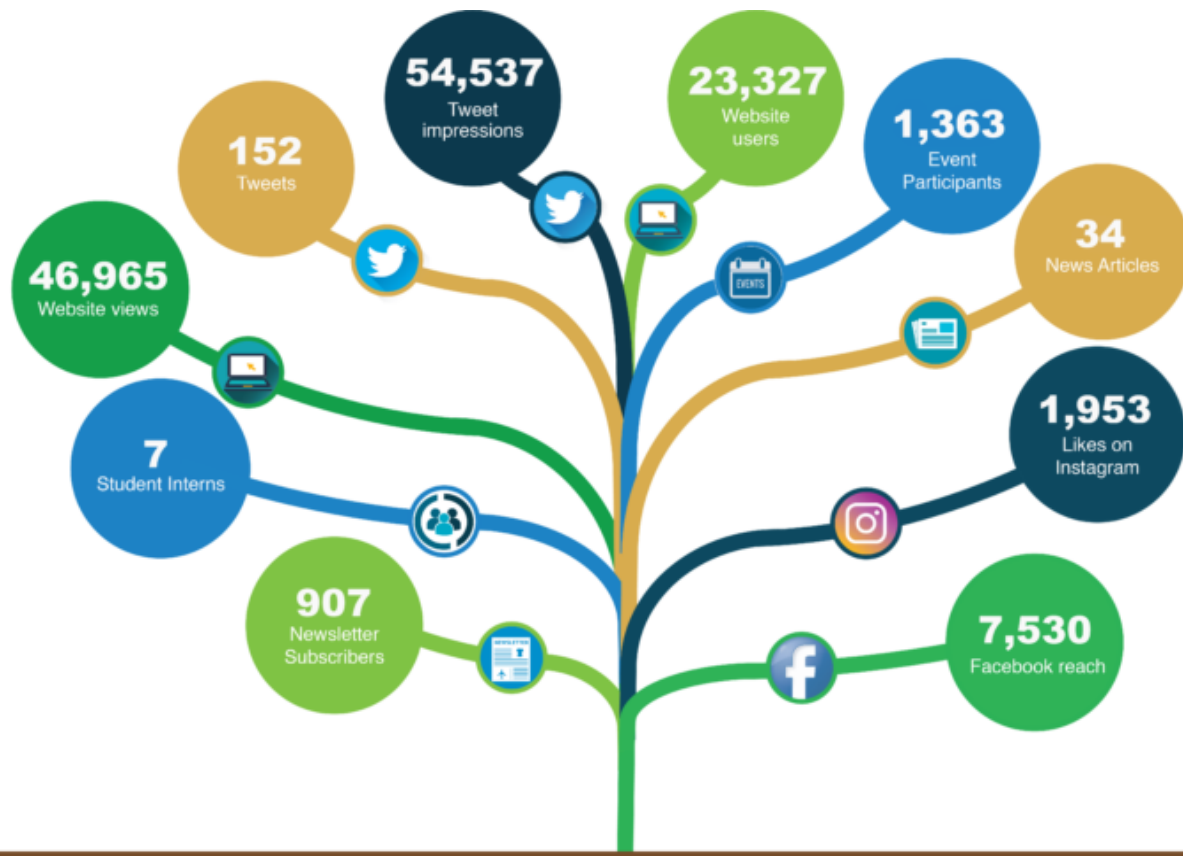 54,537
Tweet
impressions
23,327
Website
users
1,363
Event
Participants
152
Tweets
34
News Articles
46,965
Website views
EVENTS
1,953
Likes on
Instagram
7
Student Interns
907
Newsletter
Subscribers
NEWSLETTER
7,530
Facebook reach
f